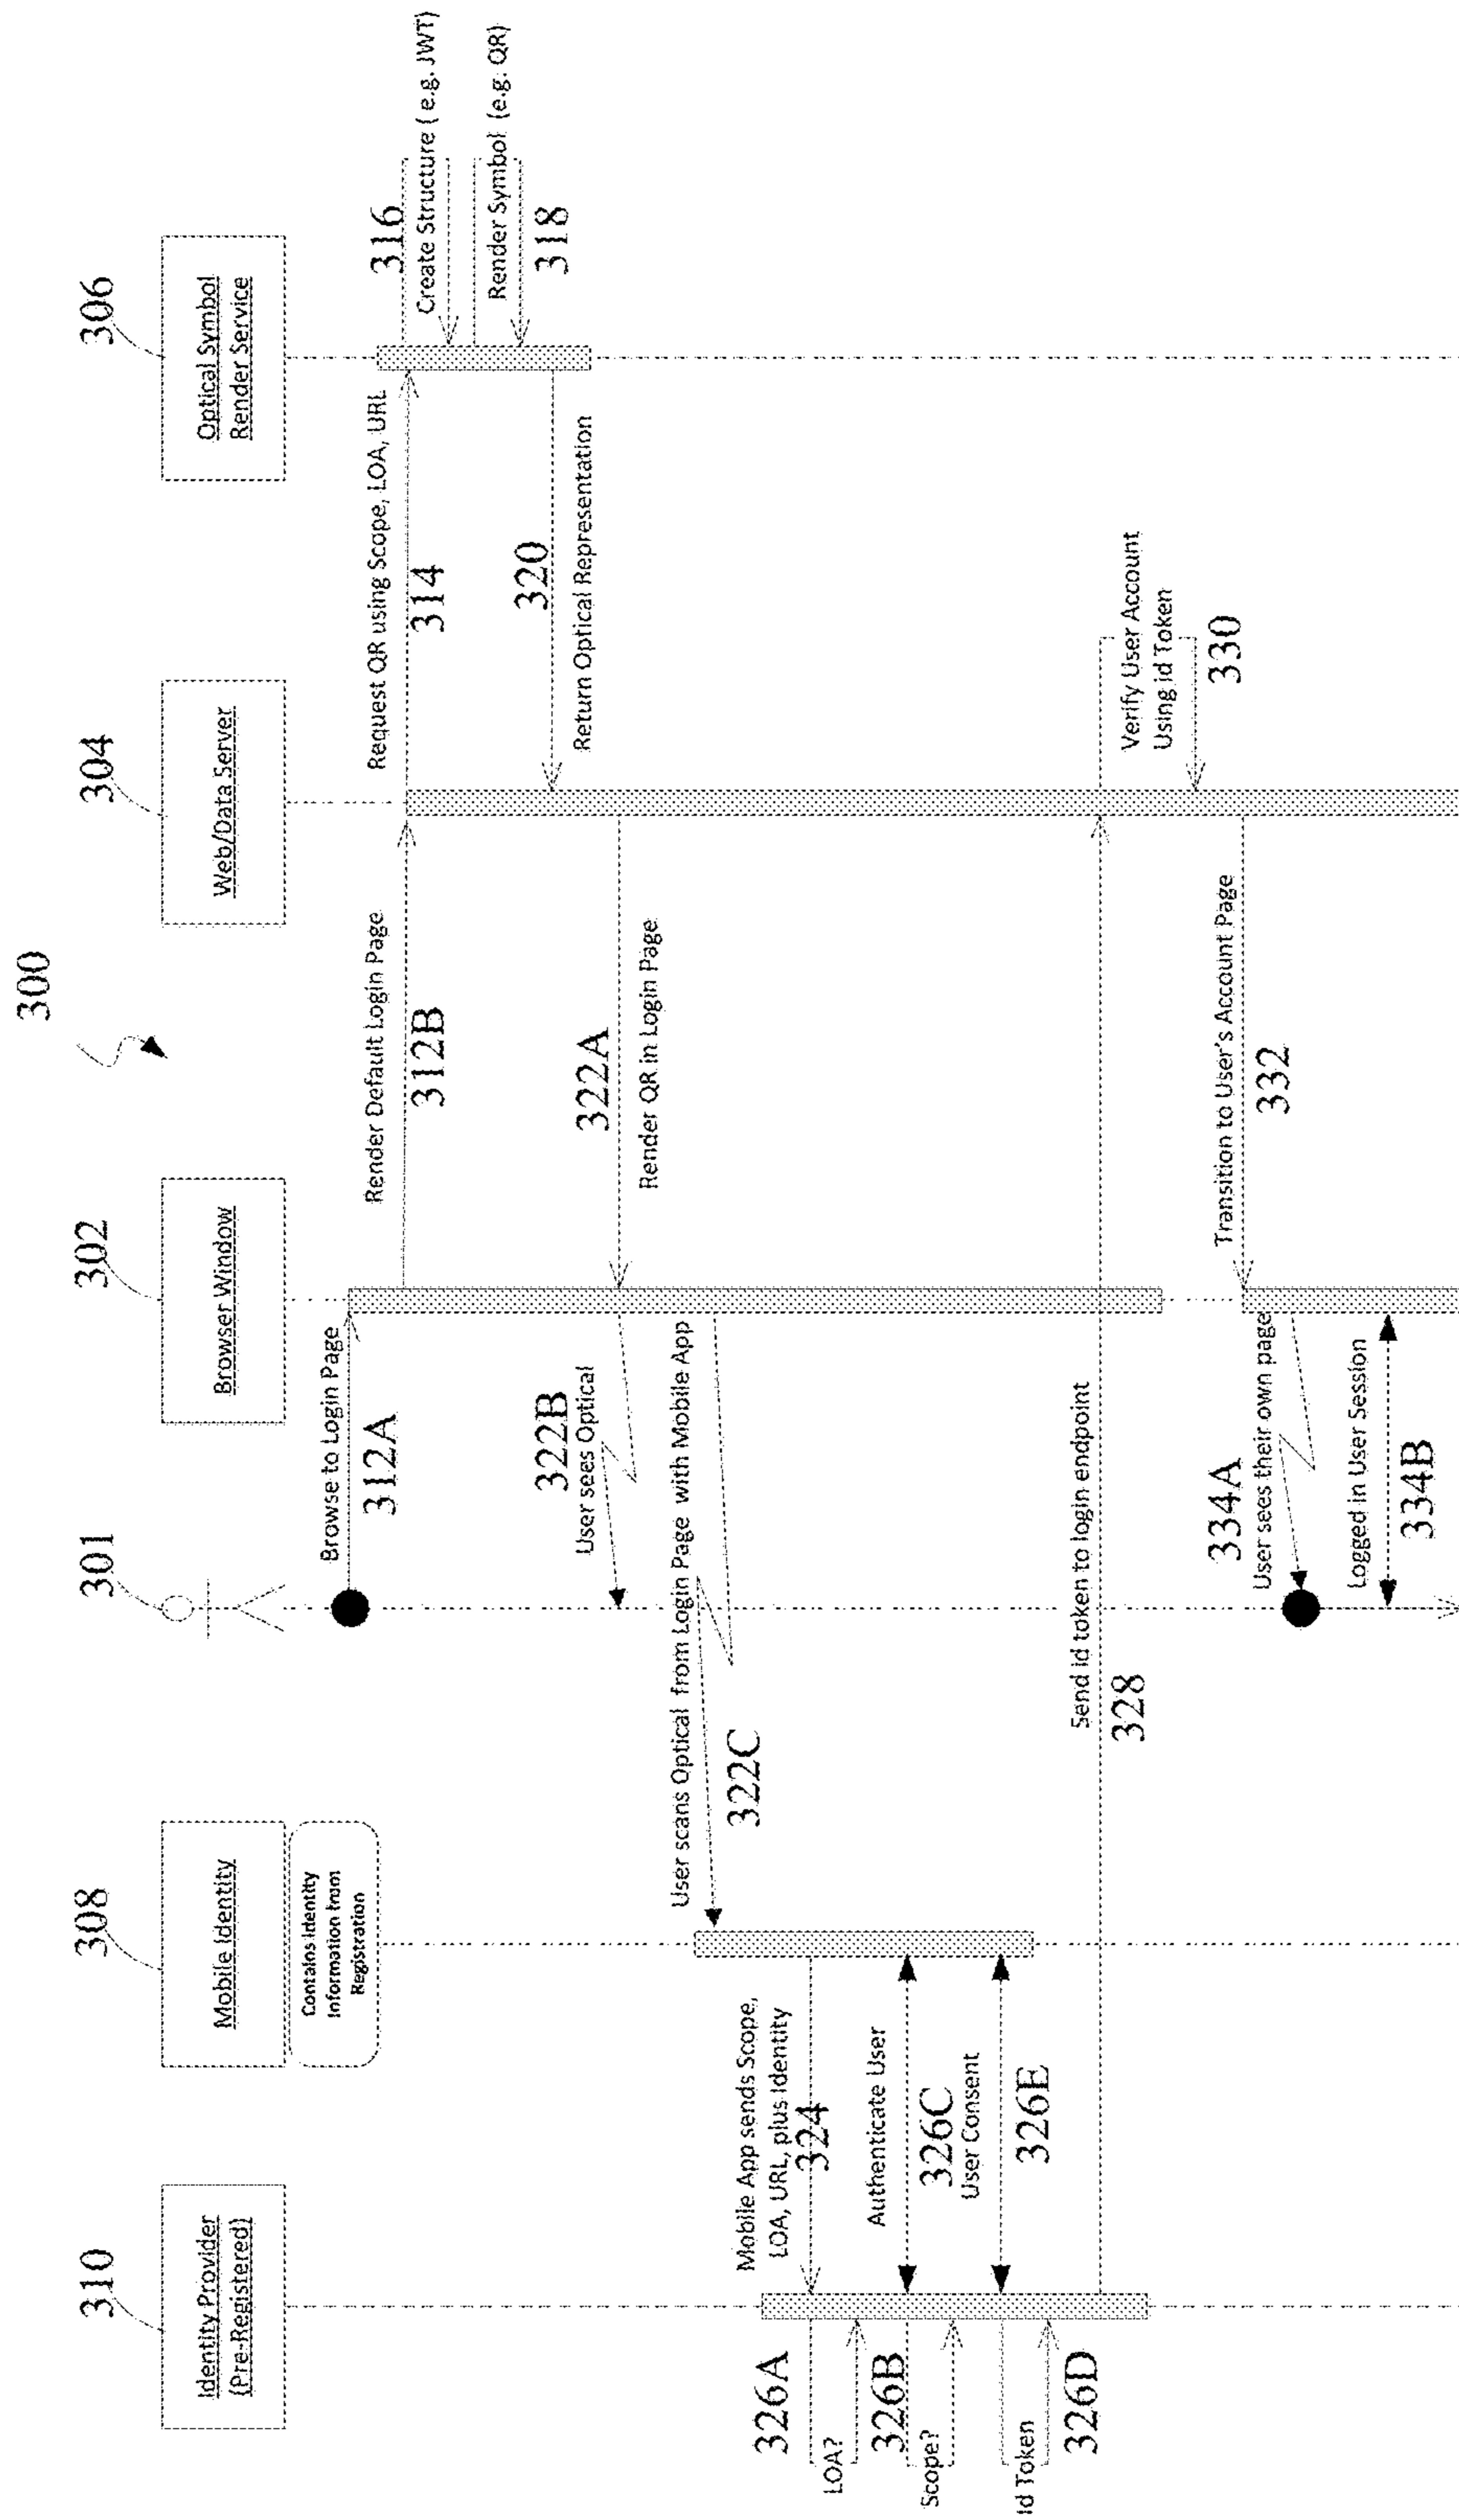 300
310
Identity Provider
(Pre-Registered)
308
Mobile Identity
Contains Identity
Information from
Registration
301
302
Browser Window
304
Web/Data Server
306
Optical Symbol
Render Service
Browse to Login Page
312A
Render Default Login Page
312B
Request QR using Scope, LOA, URL
314
316
Create Structure ( e.g. JWT)
Render Symbol (e.g. QR)
318
320
Return Optical Representation
322A
Render QR in Login Page
322B
User sees Optical
User scans Optical from Login Page with Mobile App
322C
Mobile App sends Scope,
LOA, URL, plus Identity
324
326A
LOA?
Authenticate User
326B
326C
Scope?
User Consent
326E
Id Token
326D
Send id token to login endpoint
328
Verify User Account
Using id Token
330
Transition to User's Account Page
332
334A
User sees their own page
Logged in User Session
334B